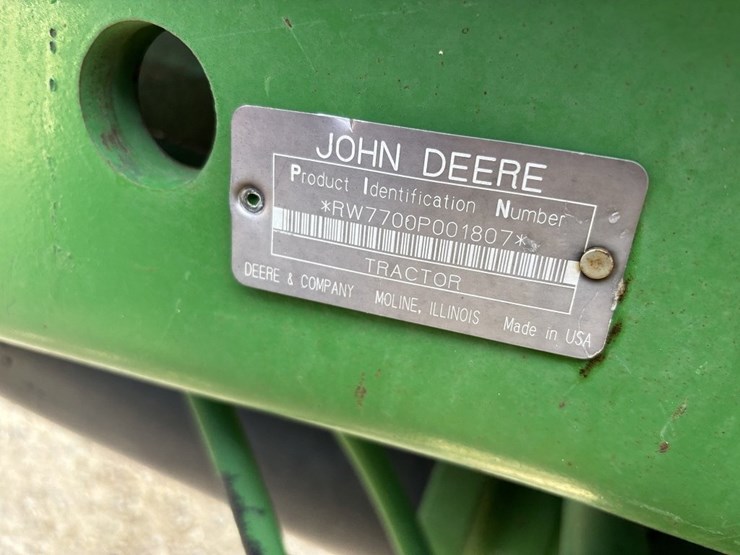 JOHN DEERE
Product Identification Number
*RW7700P001807*
TRACTOR
DEERE & COMPANY MOLINE, ILLINOIS Made in USA